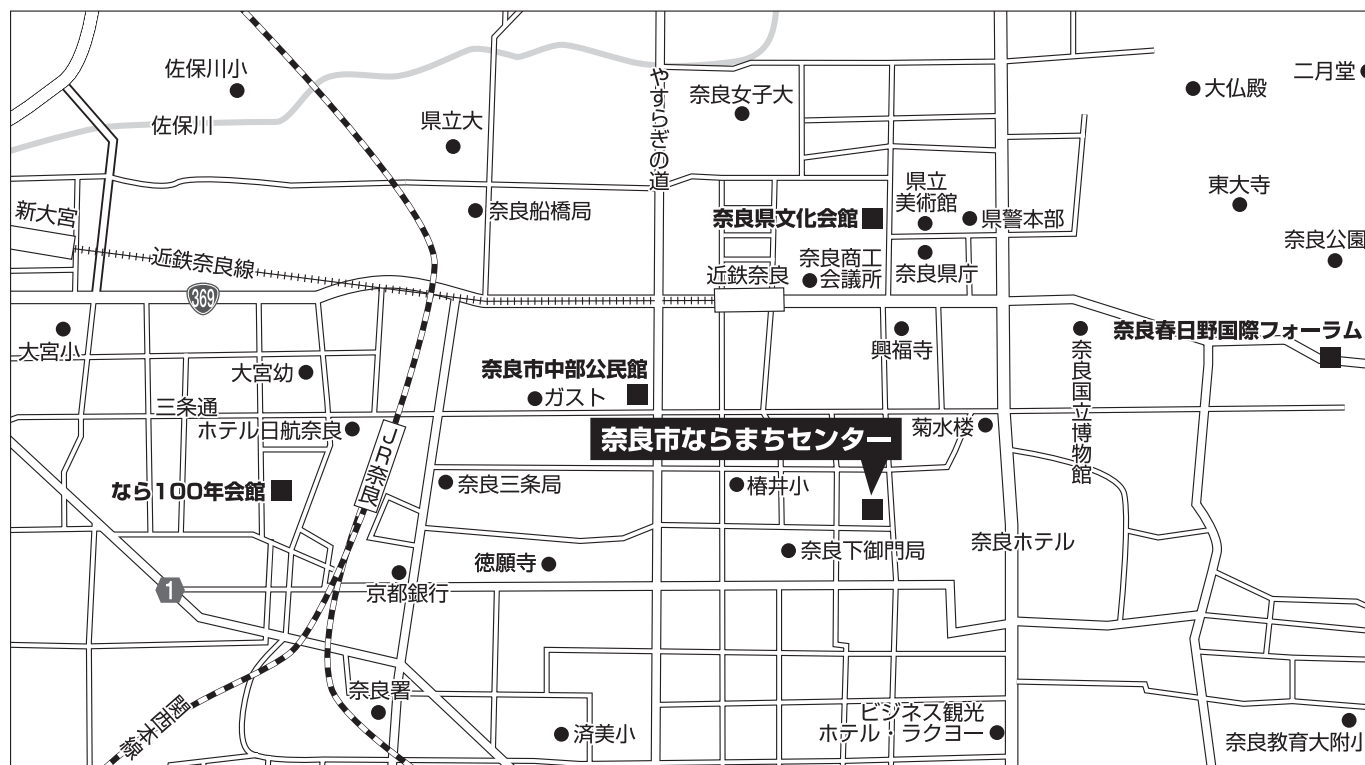 佐保川小
佐保川
県立大
やすらぎの道
奈良女子大
大仏殿
二月堂
新大宮
近鉄奈良線
369
奈良船橋局
奈良県文化会館
県立
美術館
県警本部
東大寺
奈良公園
近鉄奈良
奈良商工
会議所
奈良県庁
大宮小
大宮幼
三条通
ホテル日航奈良
JR奈良
奈良市中部公民館
ガスト
興福寺
奈良国立博物館
奈良春日野国際フォーラム
奈良市ならまちセンター
菊水楼
なら100年会館
奈良三条局
椿井小
徳願寺
奈良下御門局
奈良ホテル
1
京都銀行
関西本線
奈良署
済美小
ビジネス観光
ホテル・ラクヨー
奈良教育大附小